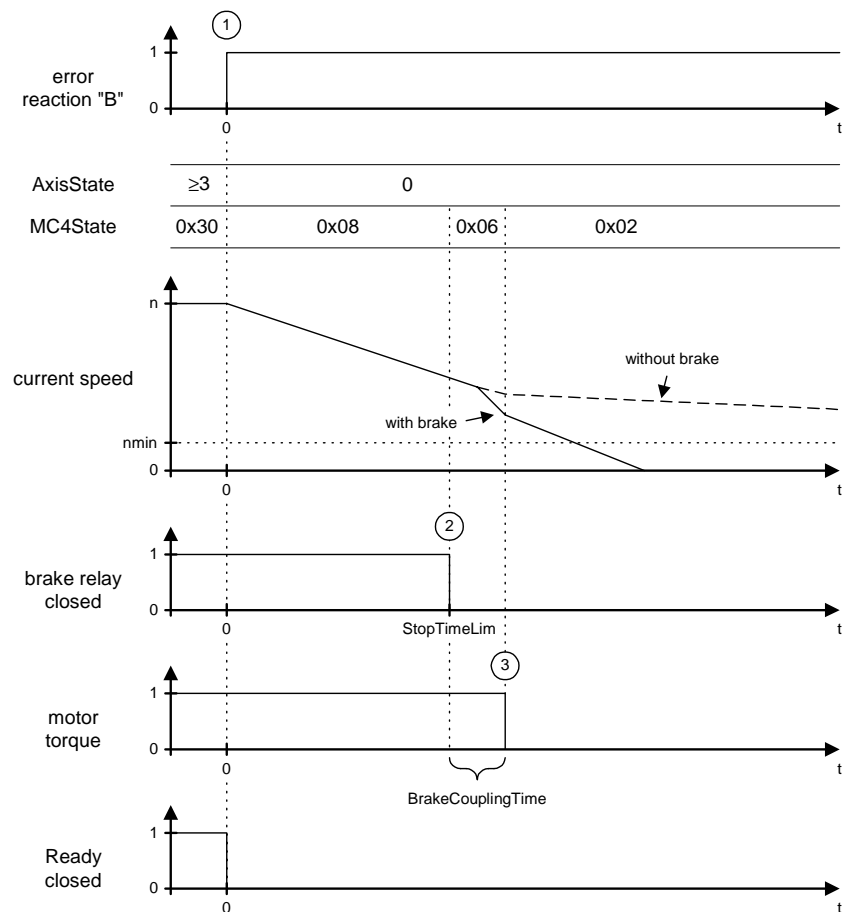 1
1
error
reaction "B"
0
0
t
AxisState
≥3
0
MC4State
0x30
0x08
0x06
0x02
n
without brake
current speed
with brake
nmin
0
0
t
2
1
brake relay
closed
0
0
StopTimeLim
t
3
1
motor
torque
0
0
t
BrakeCouplingTime
1
Ready
closed
0
0
t